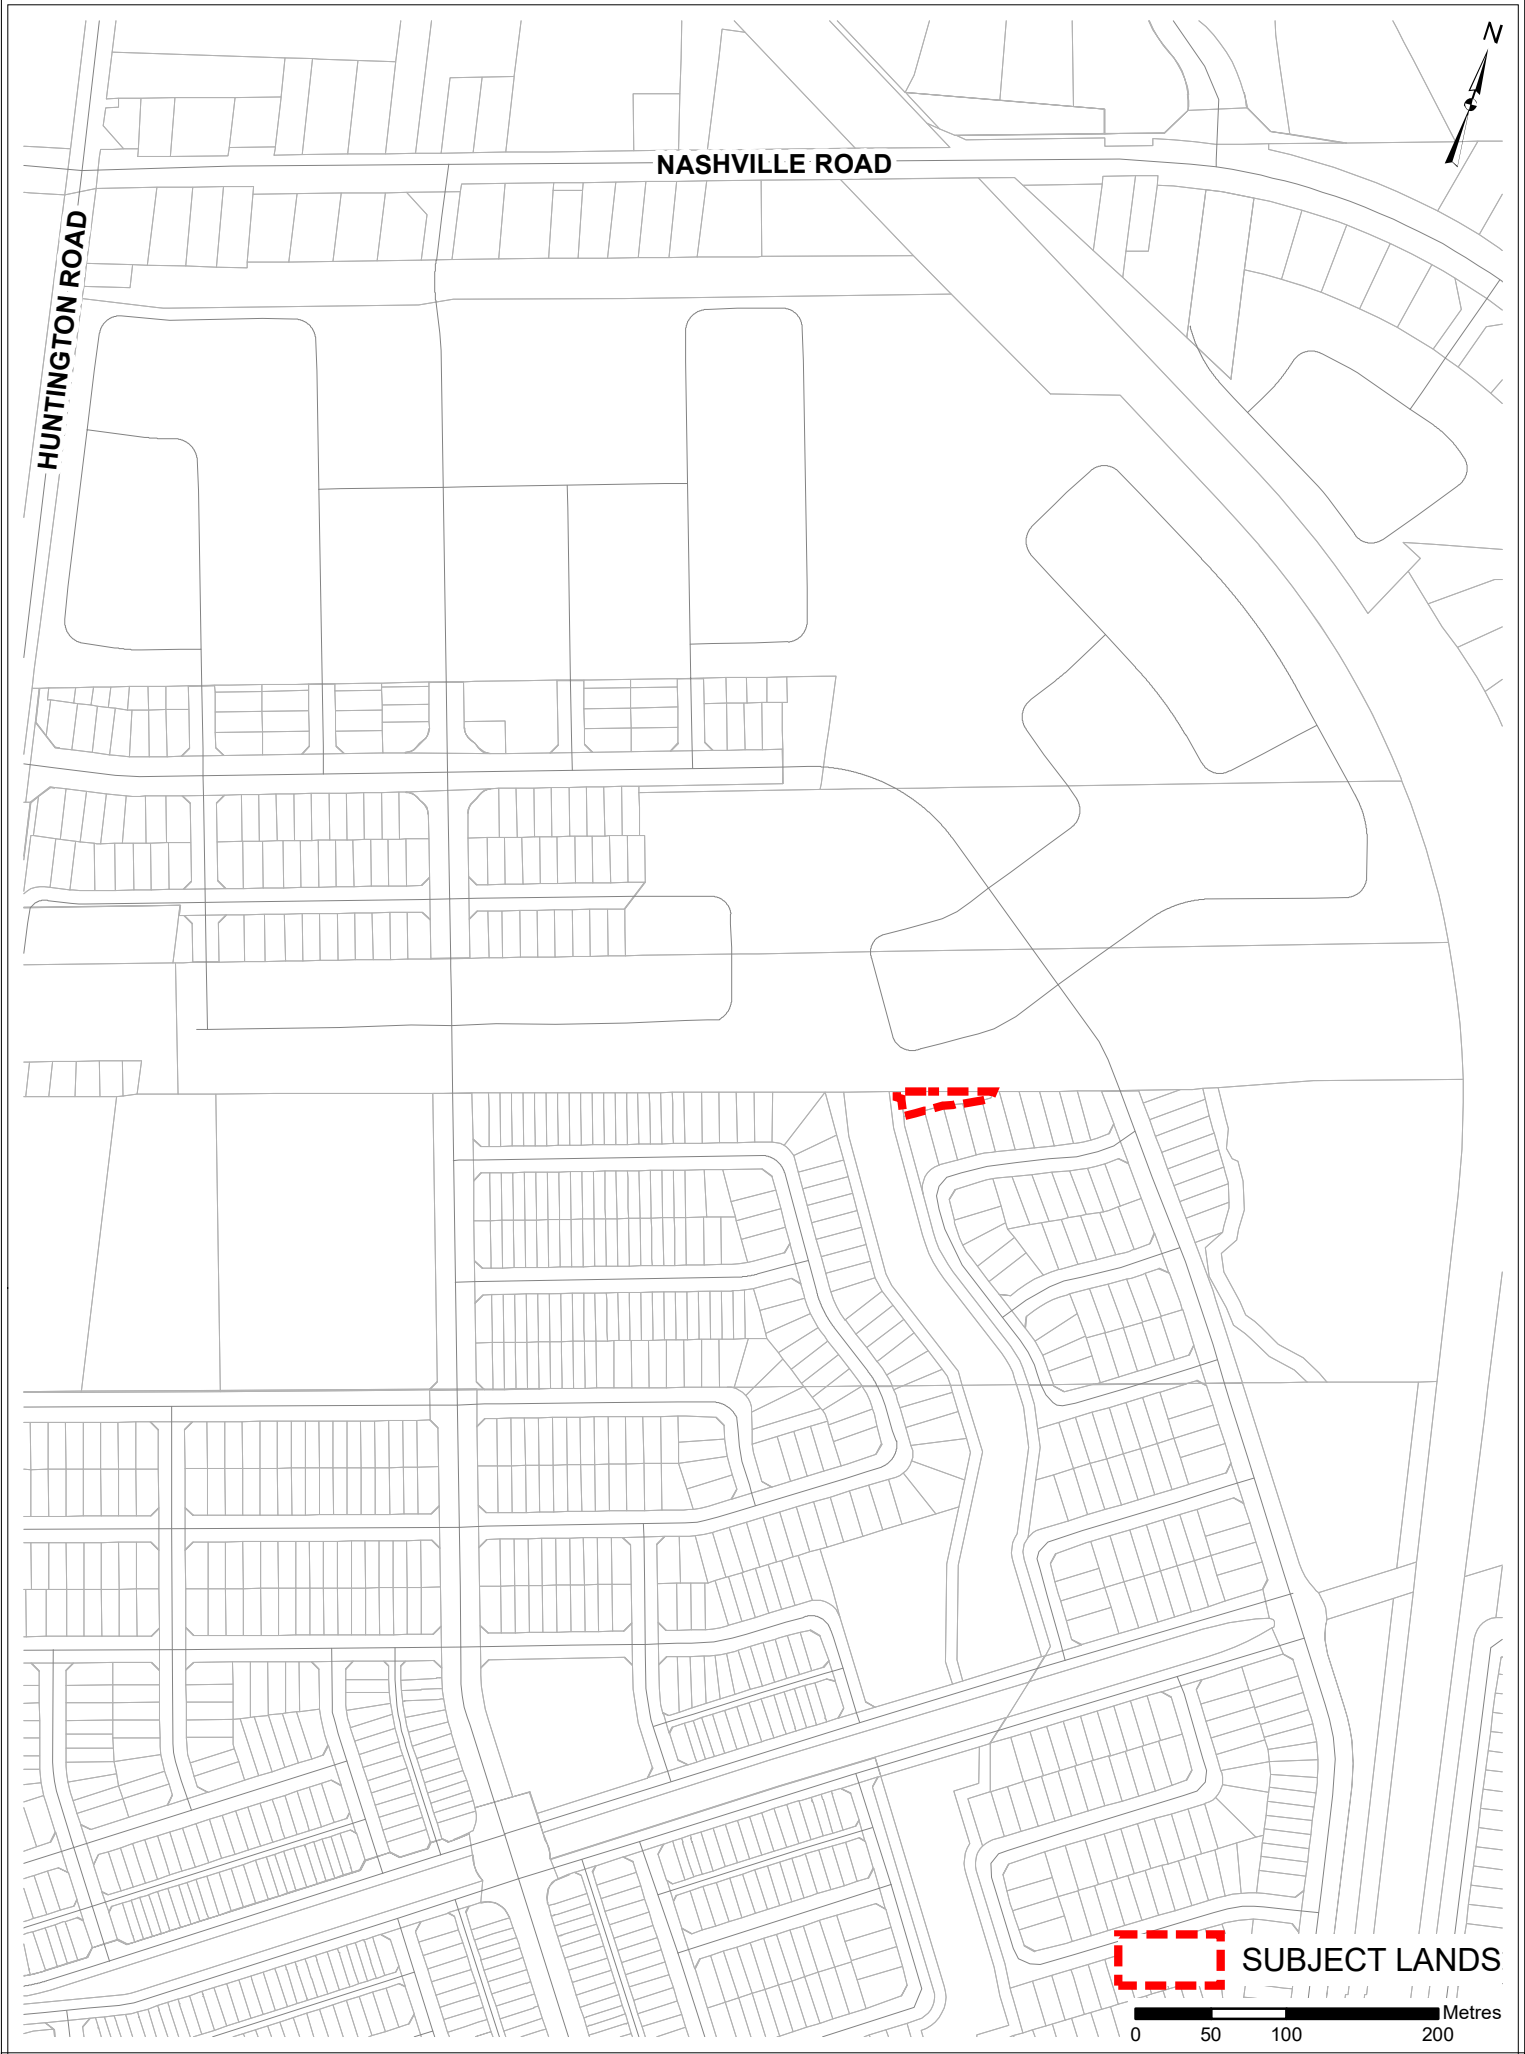 N
NASHVILLE ROAD
HUNTINGTON ROAD
SUBJECT LANDS
Metres
0 50 100 200